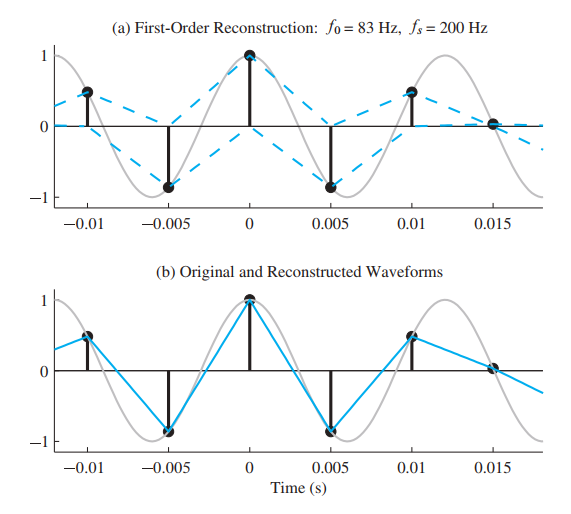 (a) First-Order Reconstruction: f₀ = 83 Hz, fₛ = 200 Hz
1
0
−1
−0.01 −0.005 0 0.005 0.01 0.015
(b) Original and Reconstructed Waveforms
1
0
−1
−0.01 −0.005 0 0.005 0.01 0.015
Time (s)